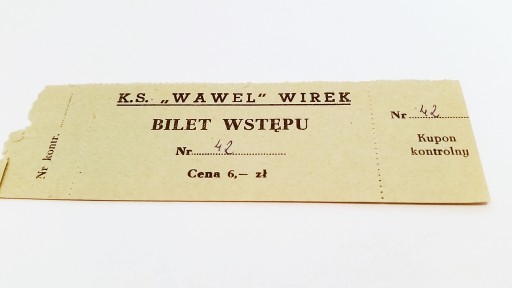 Nr kontr.
K.S. „WAWEL" WIREK
BILET WSTĘPU
Nr 42
Cena 6,— zł
Nr 42
Kupon
kontrolny